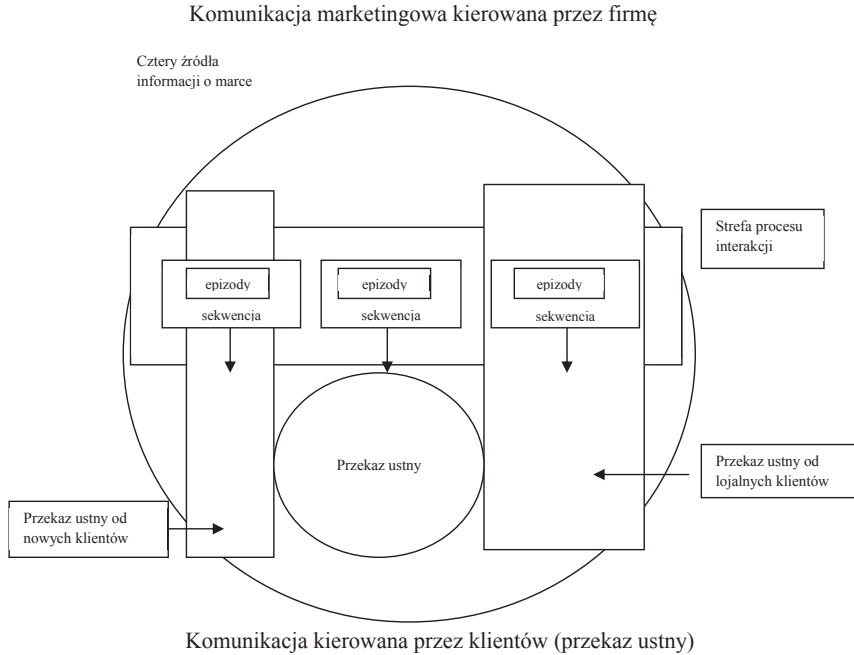 Komunikacja marketingowa kierowana przez firmę
Cztery źródła
informacji o marce
Strefa procesu
interakcji
epizody
sekwencja
epizody
sekwencja
epizody
sekwencja
Przekaz ustny
Przekaz ustny od
lojalnych klientów
Przekaz ustny od
nowych klientów
Komunikacja kierowana przez klientów (przekaz ustny)